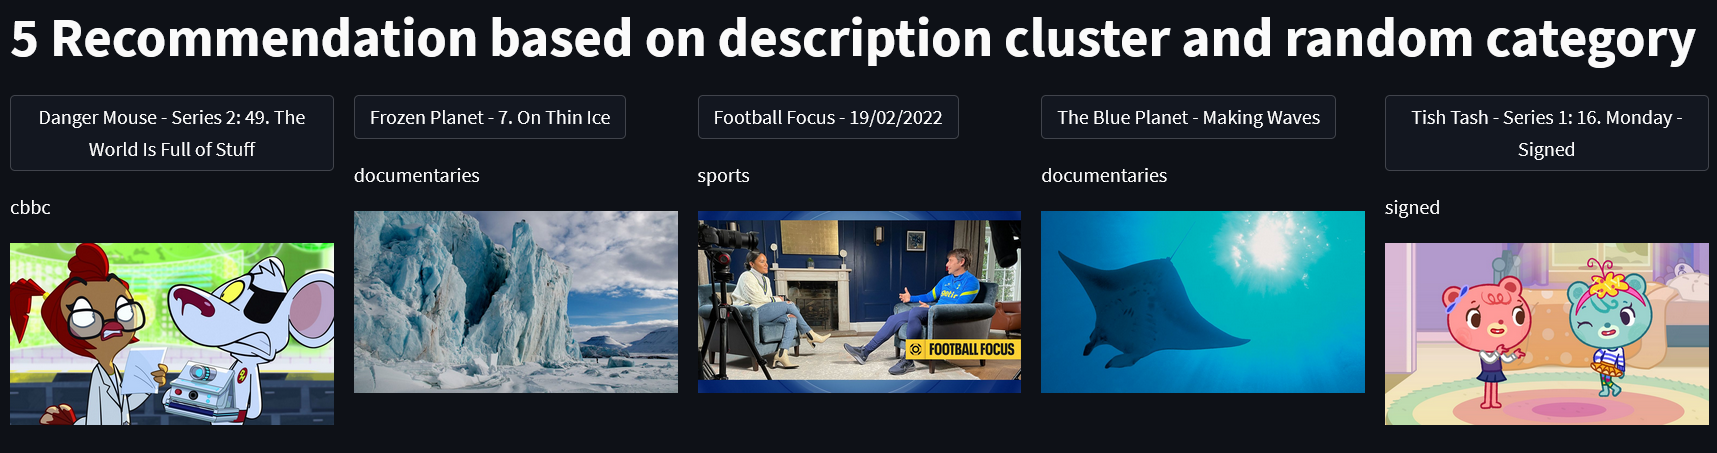 5 Recommendation based on description cluster and random category
Danger Mouse - Series 2: 49. The
World Is Full of Stuff
cbbc
Frozen Planet - 7. On Thin Ice
documentaries
Football Focus - 19/02/2022
sports
FOOTBALL FOCUS
The Blue Planet - Making Waves
documentaries
Tish Tash - Series 1: 16. Monday -
Signed
signed